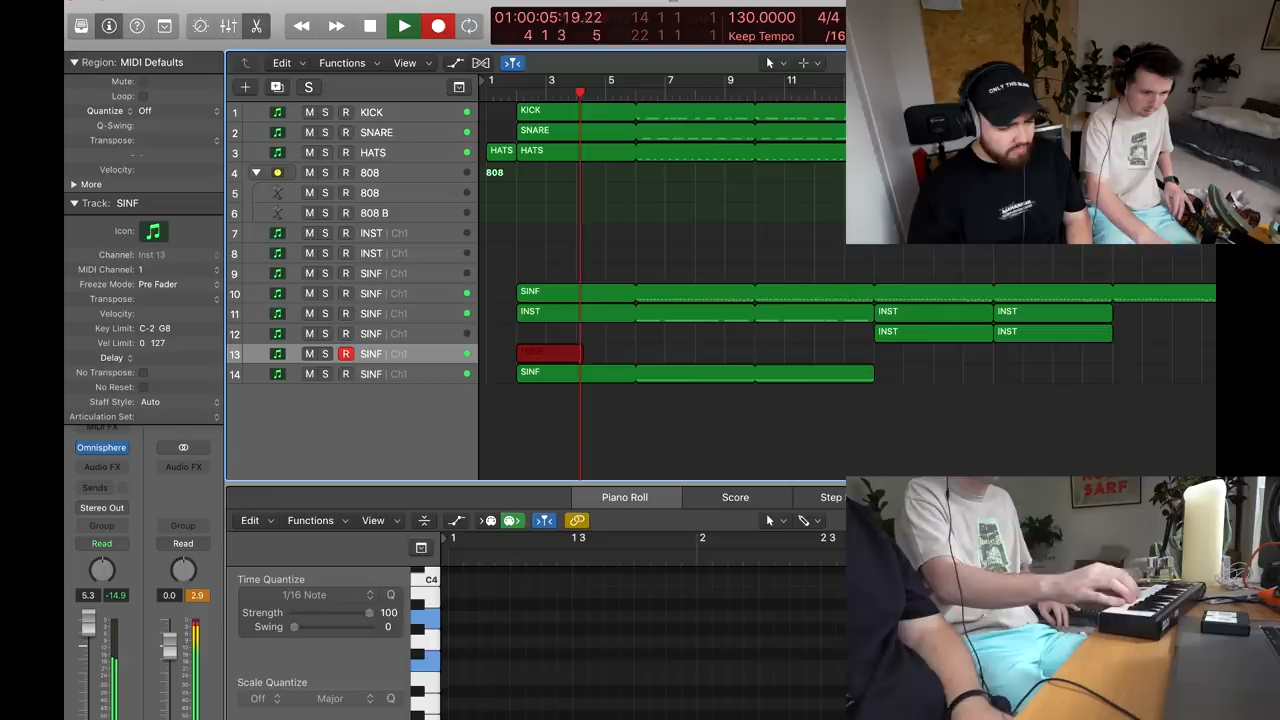 01:00:05:19.22 1 1 1 130.0000 4/4
4 1 3 5 22 1 1 1 Keep Tempo /16
Region: MIDI Defaults
Mute:
Loop:
Quantize Off
Q-Swing:
Transpose:
Velocity:
More
Track: SINF
Icon:
Channel: Inst 13
MIDI Channel: 1
Freeze Mode: Pre Fader
Transpose:
Velocity:
Key Limit: C-2 G8
Vel Limit: 0 127
Delay
No Transpose:
No Reset:
Staff Style: Auto
Articulation Set:
MIDI FX
Omnisphere
Audio FX Audio FX
Sends
Stereo Out
Group Group
Read Read
5.3 -14.9 0.0 2.9
Edit Functions View
S
1 3 5 7 9 11
1 M S R KICK KICK
2 M S R SNARE SNARE
3 M S R HATS HATS HATS
4 M S R 808 808
5 M S R 808
6 M S R 808 B
7 M S R INST | Ch1
8 M S R INST | Ch1
9 M S R SINF | Ch1
10 M S R SINF | Ch1 SINF
11 M S R INST | Ch1 INST INST INST
12 M S R SINF | Ch1 INST INST
13 M S R SINF | Ch1
14 M S R SINF | Ch1 SINF
Piano Roll Score Step
Edit Functions View
1 1 3 2 2 3
Time Quantize
1/16 Note Q
Strength 100
Swing 0
Scale Quantize
Off Major Q
C4
ONLY THE
SARF